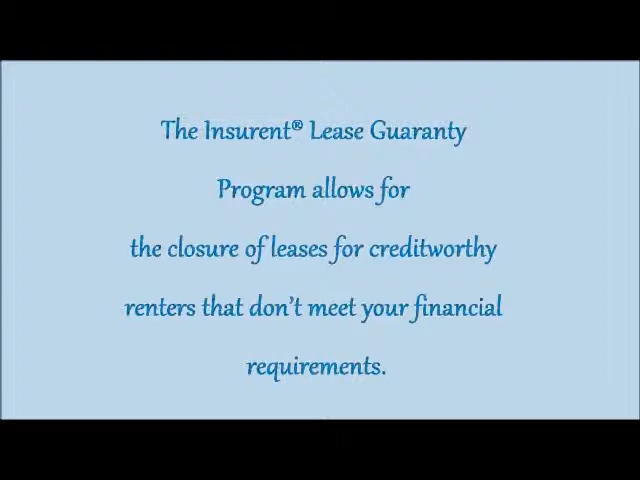 The Insurent® Lease Guaranty
Program allows for
the closure of leases for creditworthy
renters that don't meet your financial
requirements.